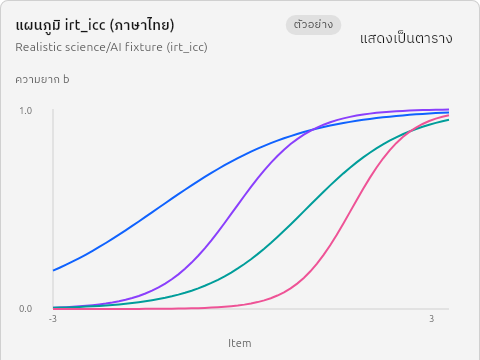 แผนภูมิ irt_icc (ภาษาไทย)
ตัวอย่าง
แสดงเป็นตาราง
Realistic science/AI fixture (irt_icc)
ความยาก b
1.0
0.0
-3
3
Item